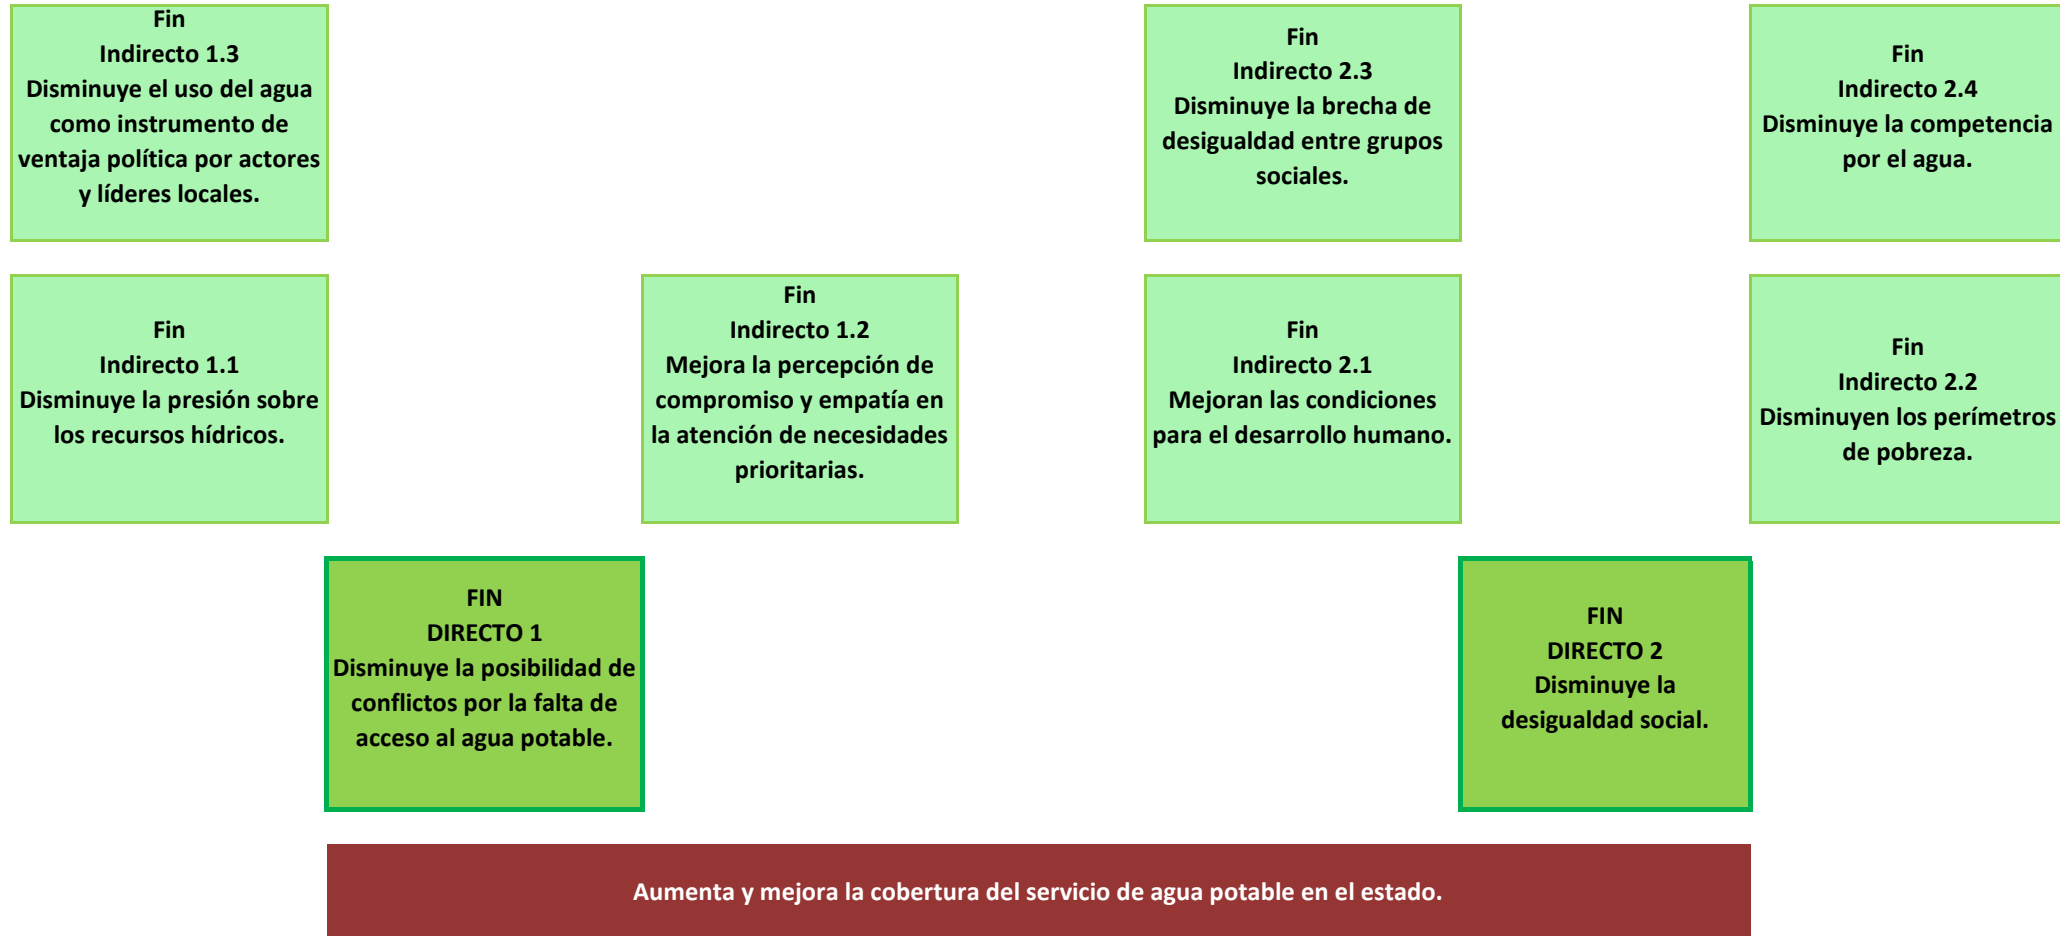 Fin
Indirecto 1.3
Disminuye el uso del agua
como instrumento de
ventaja política por actores
y líderes locales.
Fin
Indirecto 2.3
Disminuye la brecha de
desigualdad entre grupos
sociales.
Fin
Indirecto 2.4
Disminuye la competencia
por el agua.
Fin
Indirecto 1.1
Disminuye la presión sobre
los recursos hídricos.
Fin
Indirecto 1.2
Mejora la percepción de
compromiso y empatía en
la atención de necesidades
prioritarias.
Fin
Indirecto 2.1
Mejoran las condiciones
para el desarrollo humano.
Fin
Indirecto 2.2
Disminuyen los perímetros
de pobreza.
FIN
DIRECTO 1
Disminuye la posibilidad de
conflictos por la falta de
acceso al agua potable.
FIN
DIRECTO 2
Disminuye la
desigualdad social.
Aumenta y mejora la cobertura del servicio de agua potable en el estado.